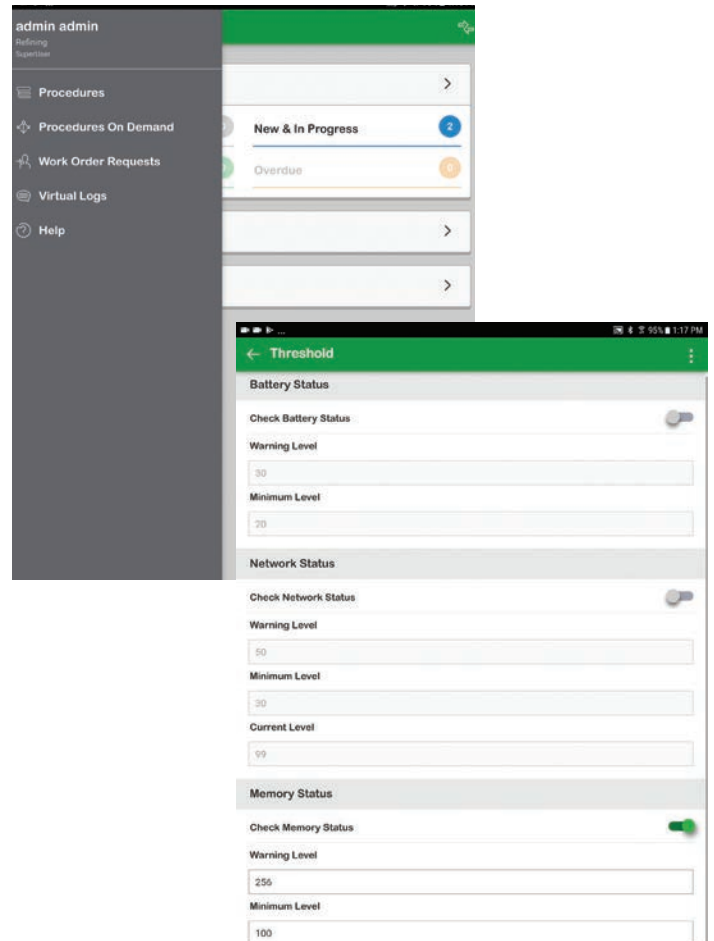 admin admin
Refining
Supertiser
Procedures
Procedures On Demand
Work Order Requests
Virtual Logs
Help
New & In Progress
2
Overdue
0
95% 1:17 PM
Threshold
Battery Status
Check Battery Status
Warning Level
30
Minimum Level
20
Network Status
Check Network Status
Warning Level
50
Minimum Level
30
Current Level
99
Memory Status
Check Memory Status
Warning Level
256
Minimum Level
100